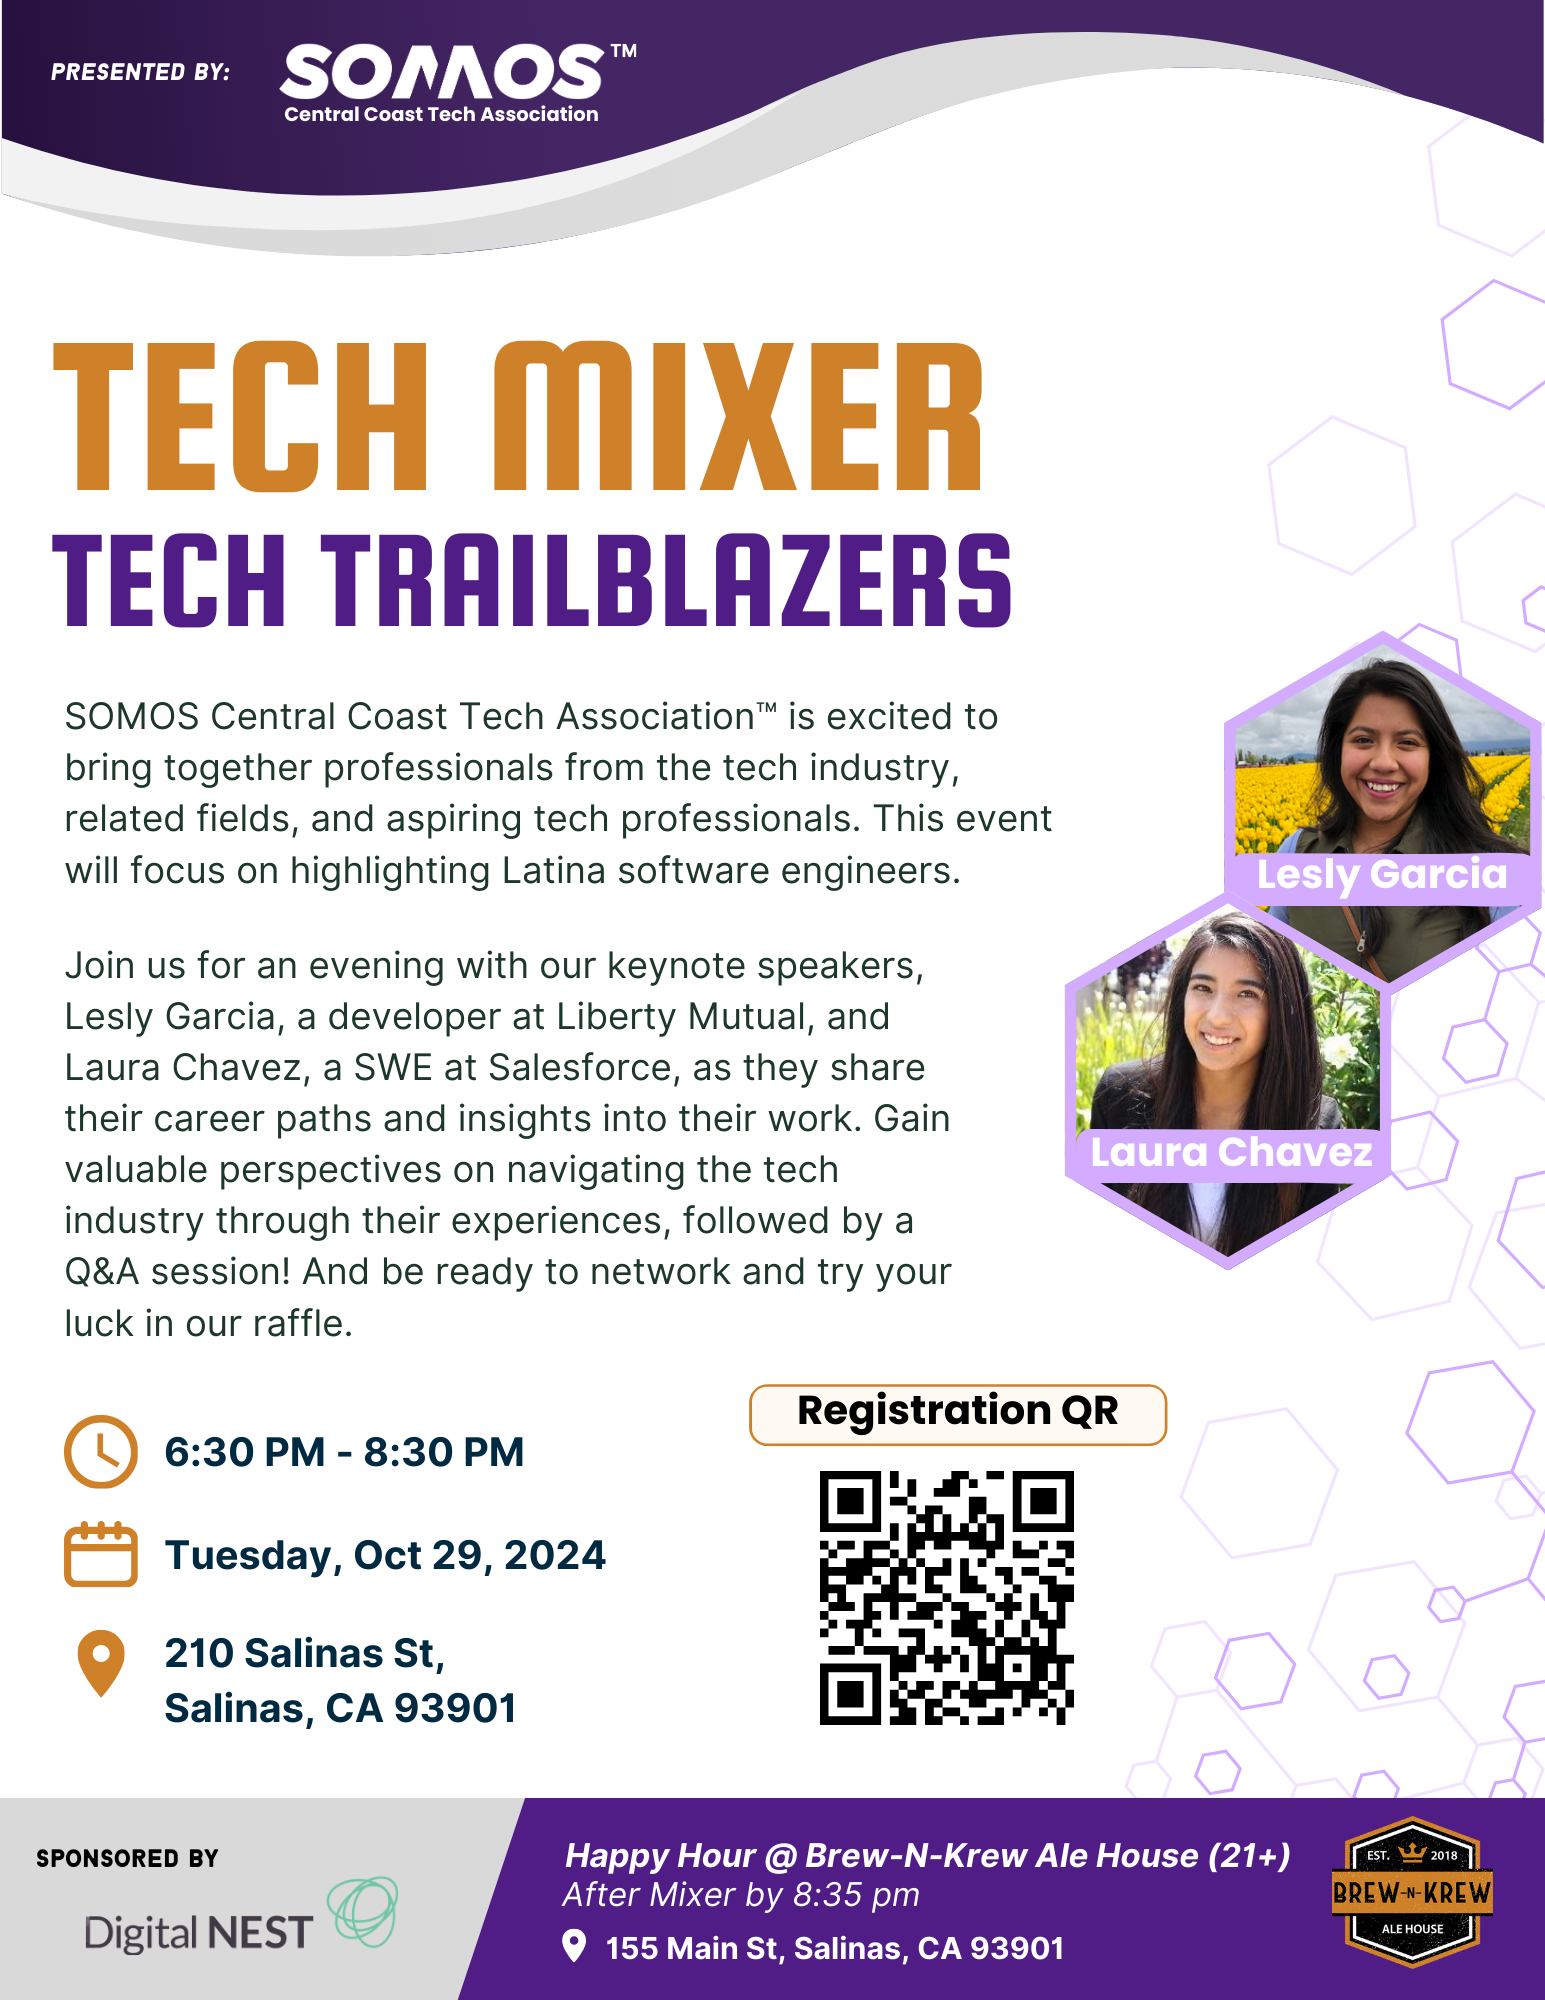 PRESENTED BY:
SOMOS™
Central Coast Tech Association
TECH MIXER
TECH TRAILBLAZERS
SOMOS Central Coast Tech Association™ is excited to
bring together professionals from the tech industry,
related fields, and aspiring tech professionals. This event
will focus on highlighting Latina software engineers.
Lesly Garcia
Join us for an evening with our keynote speakers,
Lesly Garcia, a developer at Liberty Mutual, and
Laura Chavez, a SWE at Salesforce, as they share
their career paths and insights into their work. Gain
valuable perspectives on navigating the tech
industry through their experiences, followed by a
Q&A session! And be ready to network and try your
luck in our raffle.
Laura Chavez
Registration QR
6:30 PM - 8:30 PM
Tuesday, Oct 29, 2024
210 Salinas St,
Salinas, CA 93901
SPONSORED BY
Digital NEST
Happy Hour @ Brew-N-Krew Ale House (21+)
After Mixer by 8:35 pm
155 Main St, Salinas, CA 93901
EST. 2018
BREW-N-KREW
ALE HOUSE